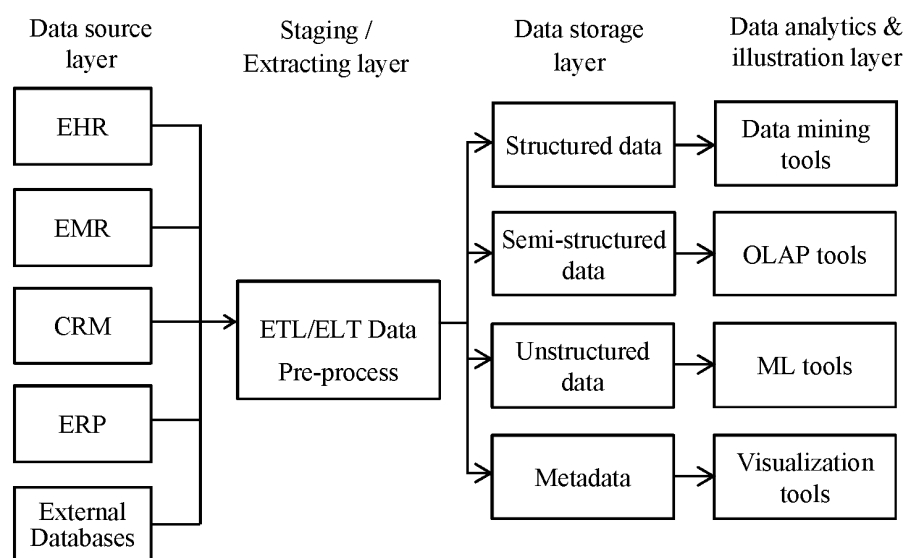 Data source
layer
Staging /
Extracting layer
Data storage
layer
Data analytics &
illustration layer
EHR
EMR
CRM
ERP
External
Databases
ETL/ELT Data
Pre-process
Structured data
Semi-structured
data
Unstructured
data
Metadata
Data mining
tools
OLAP tools
ML tools
Visualization
tools